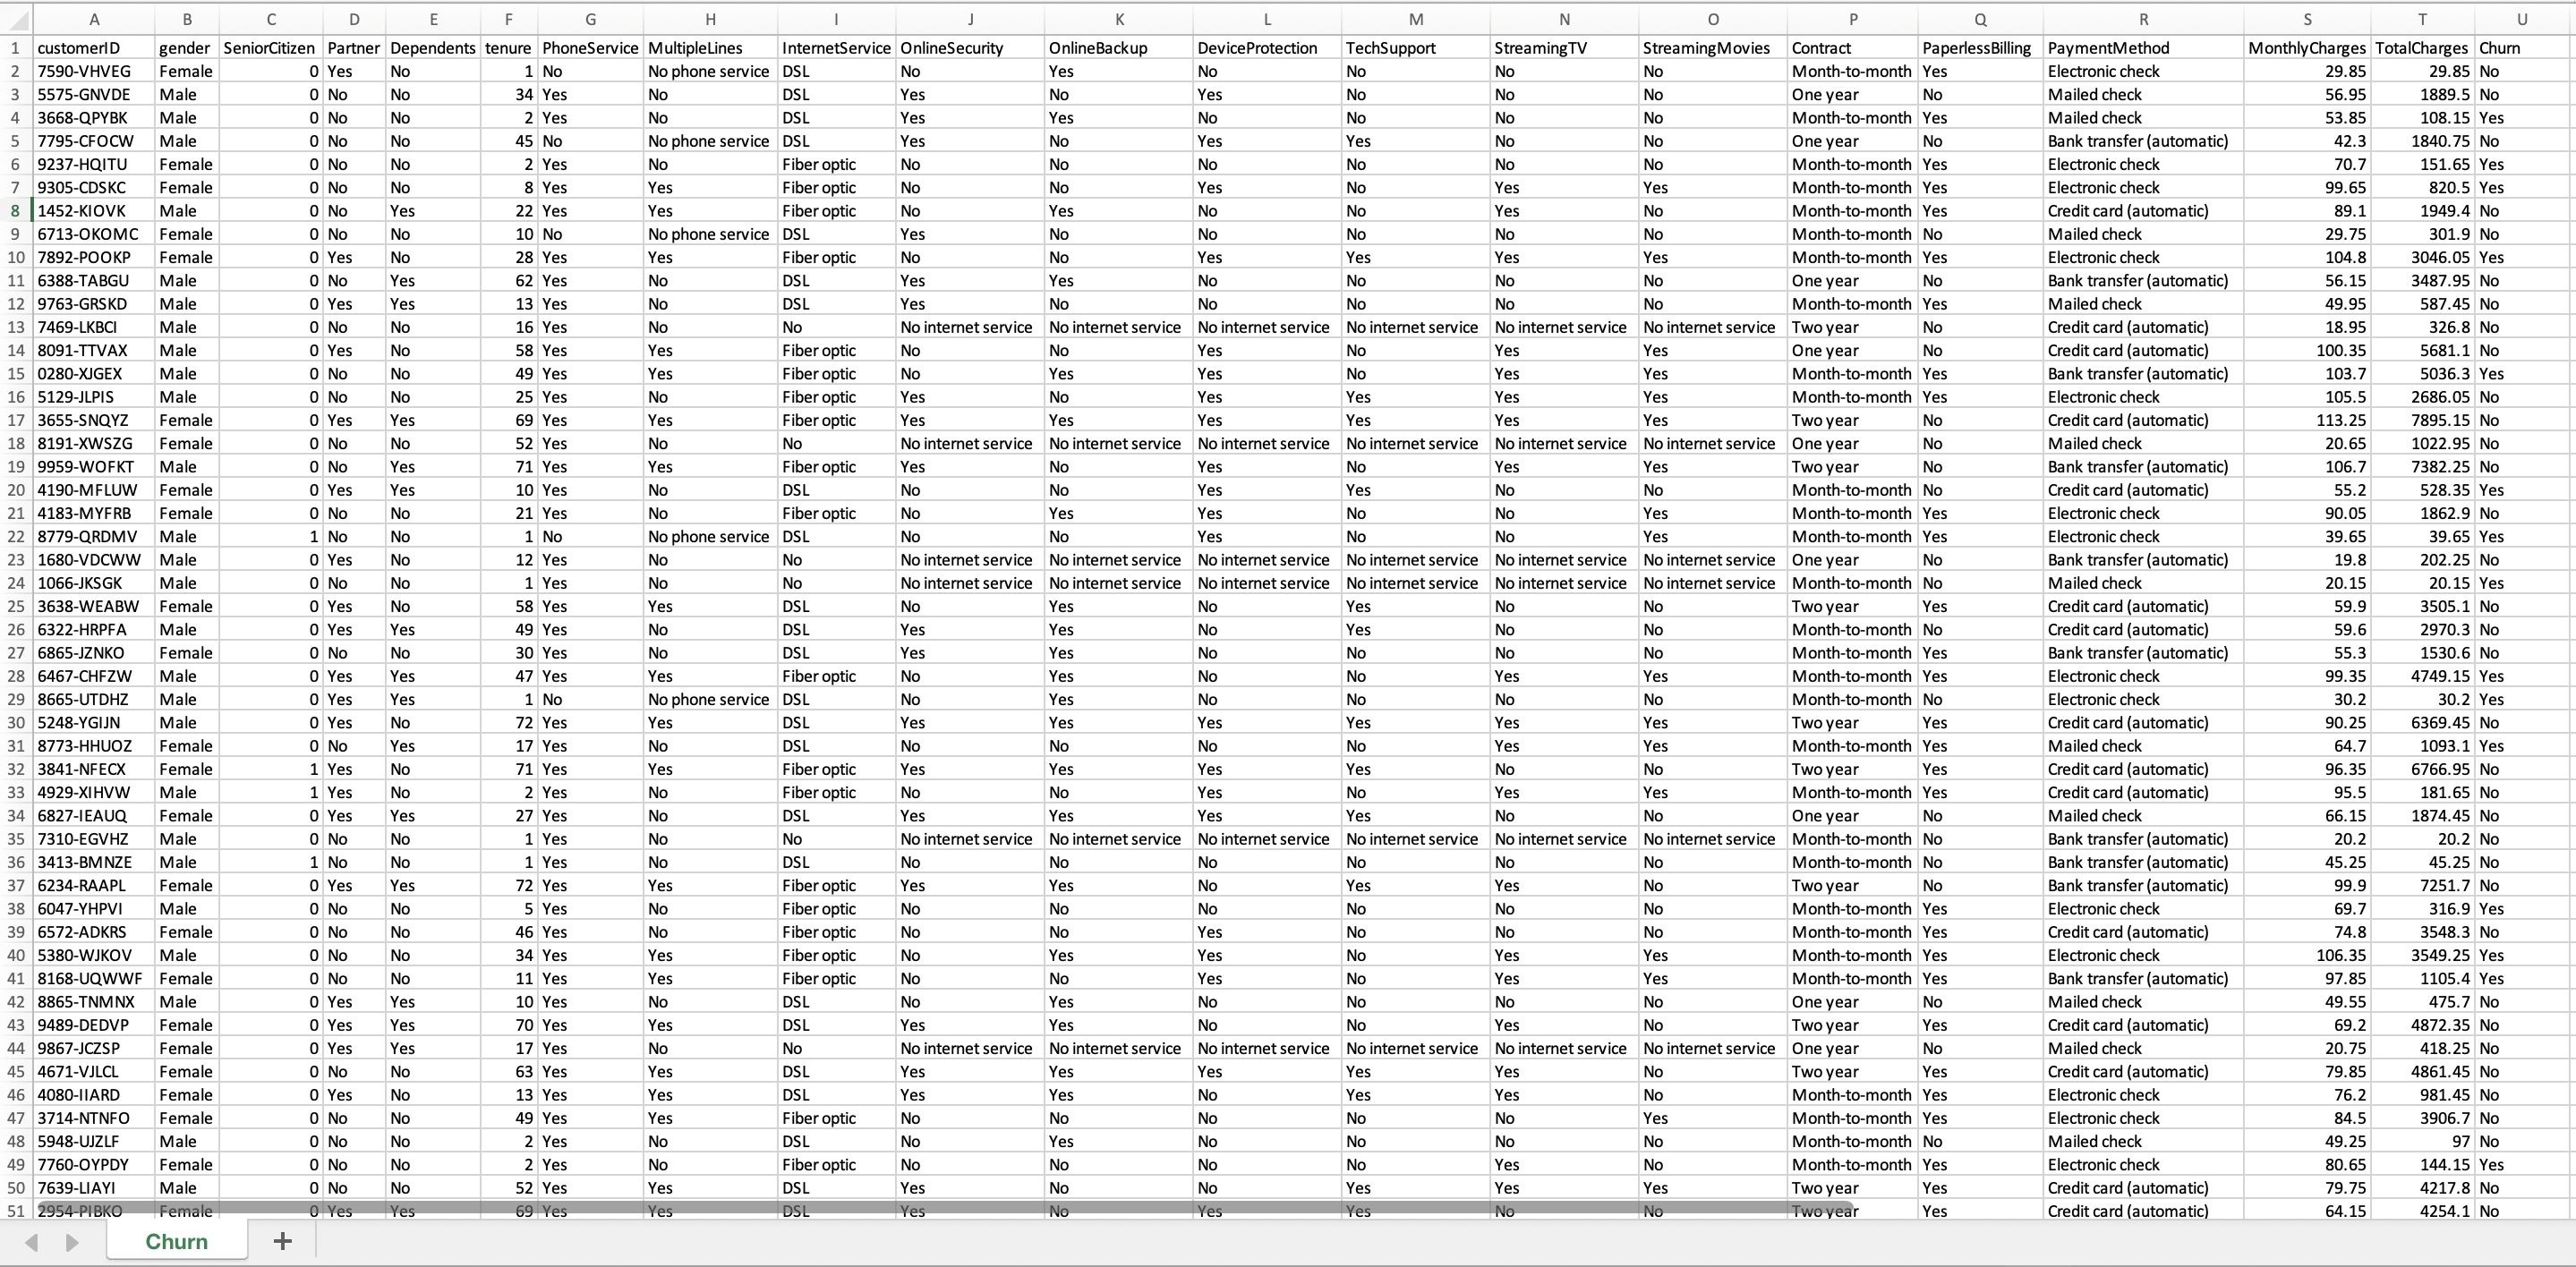 A B C D E F G H I J K L M N O P Q R S T U
1 customerID gender SeniorCitizen Partner Dependents tenure PhoneService MultipleLines InternetService OnlineSecurity OnlineBackup DeviceProtection TechSupport StreamingTV StreamingMovies Contract PaperlessBilling PaymentMethod MonthlyCharges TotalCharges Churn
2 7590-VHVEG Female 0 Yes No 1 No No phone service DSL No Yes No No No No Month-to-month Yes Electronic check 29.85 29.85 No
3 5575-GNVDE Male 0 No No 34 Yes No DSL Yes No Yes No No No One year No Mailed check 56.95 1889.5 No
4 3668-QPYBK Male 0 No No 2 Yes No DSL Yes Yes No No No No Month-to-month Yes Mailed check 53.85 108.15 Yes
5 7795-CFOCW Male 0 No No 45 No No phone service DSL Yes No Yes Yes No No One year No Bank transfer (automatic) 42.3 1840.75 No
6 9237-HQITU Female 0 No No 2 Yes No Fiber optic No No No No No No Month-to-month Yes Electronic check 70.7 151.65 Yes
7 9305-CDSKC Female 0 No No 8 Yes Yes Fiber optic No No Yes No Yes Yes Month-to-month Yes Electronic check 99.65 820.5 Yes
8 1452-KIOVK Male 0 No Yes 22 Yes Yes Fiber optic No Yes No No Yes No Month-to-month Yes Credit card (automatic) 89.1 1949.4 No
9 6713-OKOMC Female 0 No No 10 No No phone service DSL Yes No No No No No Month-to-month No Mailed check 29.75 301.9 No
10 7892-POOKP Female 0 Yes No 28 Yes Yes Fiber optic No No Yes Yes Yes Yes Month-to-month Yes Electronic check 104.8 3046.05 Yes
11 6388-TABGU Male 0 No Yes 62 Yes No DSL Yes Yes No No No No One year No Bank transfer (automatic) 56.15 3487.95 No
12 9763-GRSKD Male 0 Yes Yes 13 Yes No DSL Yes No No No No No Month-to-month Yes Mailed check 49.95 587.45 No
13 7469-LKBCI Male 0 No No 16 Yes No No No internet service No internet service No internet service No internet service No internet service No internet service Two year No Credit card (automatic) 18.95 326.8 No
14 8091-TTVAX Male 0 Yes No 58 Yes Yes Fiber optic No No Yes No Yes Yes One year No Credit card (automatic) 100.35 5681.1 No
15 0280-XJGEX Male 0 No No 49 Yes Yes Fiber optic No Yes Yes No Yes Yes Month-to-month Yes Bank transfer (automatic) 103.7 5036.3 Yes
16 5129-JLPIS Male 0 No No 25 Yes No Fiber optic Yes No Yes Yes Yes Yes Month-to-month Yes Electronic check 105.5 2686.05 No
17 3655-SNQYZ Female 0 Yes Yes 69 Yes Yes Fiber optic Yes Yes Yes Yes Yes Yes Two year No Credit card (automatic) 113.25 7895.15 No
18 8191-XWSZG Female 0 No No 52 Yes No No No internet service No internet service No internet service No internet service No internet service No internet service One year No Mailed check 20.65 1022.95 No
19 9959-WOFKT Male 0 No Yes 71 Yes Yes Fiber optic Yes No Yes No Yes Yes Two year No Bank transfer (automatic) 106.7 7382.25 No
20 4190-MFLUW Female 0 Yes Yes 10 Yes No DSL No No Yes Yes No No Month-to-month No Credit card (automatic) 55.2 528.35 Yes
21 4183-MYFRB Female 0 No No 21 Yes No Fiber optic No Yes Yes No No Yes Month-to-month Yes Electronic check 90.05 1862.9 No
22 8779-QRDMV Male 1 No No 1 No No phone service DSL No No Yes No No Yes Month-to-month Yes Electronic check 39.65 39.65 Yes
23 1680-VDCWW Male 0 Yes No 12 Yes No No No internet service No internet service No internet service No internet service No internet service No internet service One year No Bank transfer (automatic) 19.8 202.25 No
24 1066-JKSGK Male 0 No No 1 Yes No No No internet service No internet service No internet service No internet service No internet service No internet service Month-to-month No Mailed check 20.15 20.15 Yes
25 3638-WEABW Female 0 Yes No 58 Yes Yes DSL No Yes No Yes No No Two year Yes Credit card (automatic) 59.9 3505.1 No
26 6322-HRPFA Male 0 Yes Yes 49 Yes No DSL Yes Yes No Yes No No Month-to-month No Credit card (automatic) 59.6 2970.3 No
27 6865-JZNKO Female 0 No No 30 Yes No DSL Yes Yes No No No No Month-to-month Yes Bank transfer (automatic) 55.3 1530.6 No
28 6467-CHFZW Male 0 Yes Yes 47 Yes Yes Fiber optic No Yes No No Yes Yes Month-to-month Yes Electronic check 99.35 4749.15 Yes
29 8665-UTDHZ Male 0 Yes Yes 1 No No phone service DSL No Yes No No No No Month-to-month No Electronic check 30.2 30.2 Yes
30 5248-YGIJN Male 0 Yes No 72 Yes Yes DSL Yes Yes Yes Yes Yes Yes Two year Yes Credit card (automatic) 90.25 6369.45 No
31 8773-HHUOZ Female 0 No Yes 17 Yes No DSL No No No No Yes Yes Month-to-month Yes Mailed check 64.7 1093.1 Yes
32 3841-NFECX Female 1 Yes No 71 Yes Yes Fiber optic Yes Yes Yes Yes No No Two year Yes Credit card (automatic) 96.35 6766.95 No
33 4929-XIHVW Male 1 Yes No 2 Yes No Fiber optic No No Yes No Yes Yes Month-to-month Yes Credit card (automatic) 95.5 181.65 No
34 6827-IEAUQ Female 0 Yes Yes 27 Yes No DSL Yes Yes Yes Yes No No One year No Mailed check 66.15 1874.45 No
35 7310-EGVHZ Male 0 No No 1 Yes No No No internet service No internet service No internet service No internet service No internet service No internet service Month-to-month No Bank transfer (automatic) 20.2 20.2 No
36 3413-BMNZE Male 1 No No 1 Yes No DSL No No No No No No Month-to-month No Bank transfer (automatic) 45.25 45.25 No
37 6234-RAAPL Female 0 Yes Yes 72 Yes Yes Fiber optic Yes Yes No Yes Yes No Two year No Bank transfer (automatic) 99.9 7251.7 No
38 6047-YHPVI Male 0 No No 5 Yes No Fiber optic No No No No No No Month-to-month Yes Electronic check 69.7 316.9 Yes
39 6572-ADKRS Female 0 No No 46 Yes No Fiber optic No No Yes No No No Month-to-month Yes Credit card (automatic) 74.8 3548.3 No
40 5380-WJKOV Male 0 No No 34 Yes Yes Fiber optic No Yes Yes No Yes Yes Month-to-month Yes Electronic check 106.35 3549.25 Yes
41 8168-UQWWF Female 0 No No 11 Yes Yes Fiber optic No No Yes No Yes Yes Month-to-month Yes Bank transfer (automatic) 97.85 1105.4 Yes
42 8865-TNMNX Male 0 Yes Yes 10 Yes No DSL No Yes No No No No One year No Mailed check 49.55 475.7 No
43 9489-DEDVP Female 0 Yes Yes 70 Yes Yes DSL Yes Yes No No Yes No Two year Yes Credit card (automatic) 69.2 4872.35 No
44 9867-JCZSP Female 0 Yes Yes 17 Yes No No No internet service No internet service No internet service No internet service No internet service No internet service One year No Mailed check 20.75 418.25 No
45 4671-VJLCL Female 0 No No 63 Yes Yes DSL Yes Yes Yes Yes Yes No Two year Yes Credit card (automatic) 79.85 4861.45 No
46 4080-IIARD Female 0 Yes No 13 Yes Yes DSL Yes Yes No Yes Yes No Month-to-month Yes Electronic check 76.2 981.45 No
47 3714-NTNFO Female 0 No No 49 Yes Yes Fiber optic No No No No No Yes Month-to-month Yes Electronic check 84.5 3906.7 No
48 5948-UJZLF Male 0 No No 2 Yes No DSL No Yes No No No No Month-to-month No Mailed check 49.25 97 No
49 7760-OYPDY Female 0 No No 2 Yes No Fiber optic No No No No Yes No Month-to-month Yes Electronic check 80.65 144.15 Yes
50 7639-LIAYI Male 0 No No 52 Yes Yes DSL Yes No No Yes Yes Yes Two year Yes Credit card (automatic) 79.75 4217.8 No
51 2954-PIBKO Female 0 Yes Yes 69 Yes Yes DSL Yes No Yes Yes No No Two year Yes Credit card (automatic) 64.15 4254.1 No
Churn +